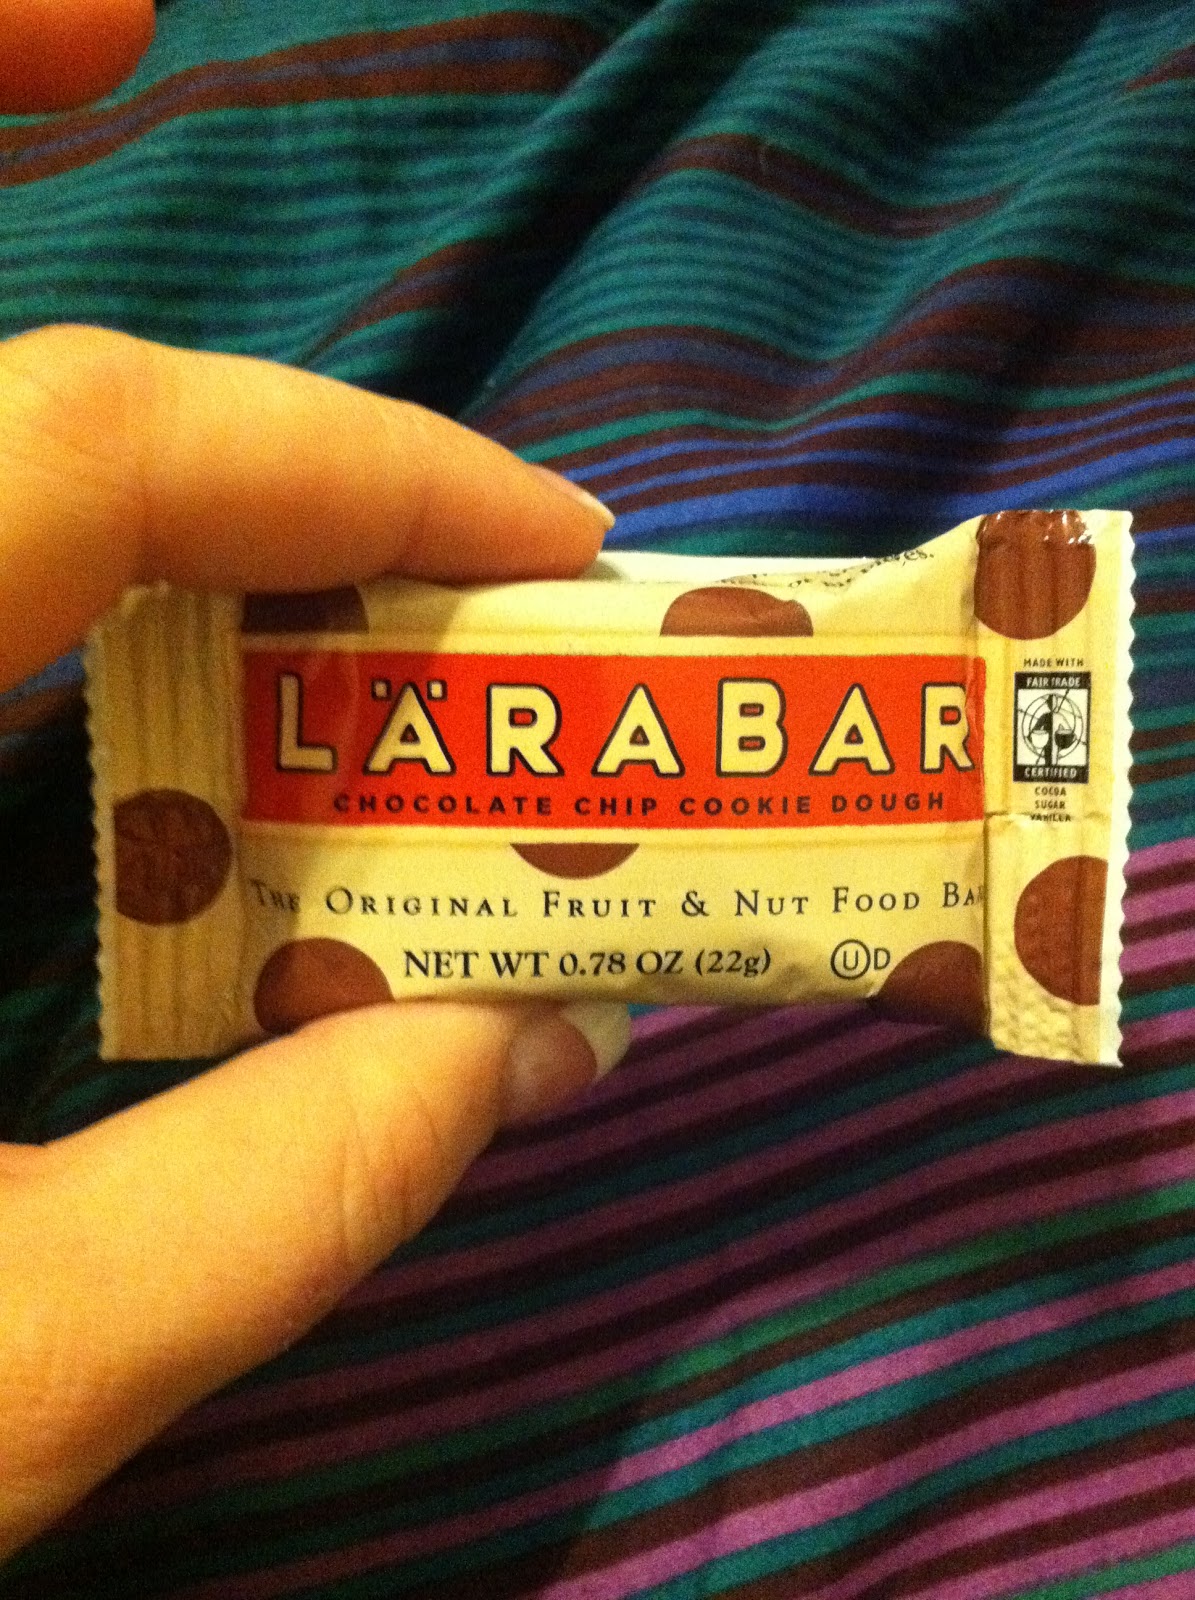 LÄRABAR
CHOCOLATE CHIP COOKIE DOUGH
THE ORIGINAL FRUIT & NUT FOOD BAR
NET WT 0.78 OZ (22g)
U D
MADE WITH
FAIR TRADE
CERTIFIED
COCOA
SUGAR
VANILLA